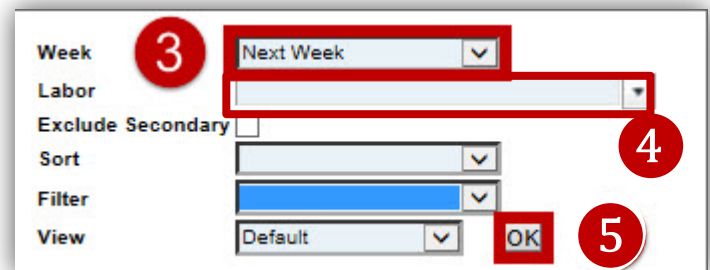 Week 3 Next Week
Labor
4
Exclude Secondary
Sort
Filter
View Default OK 5